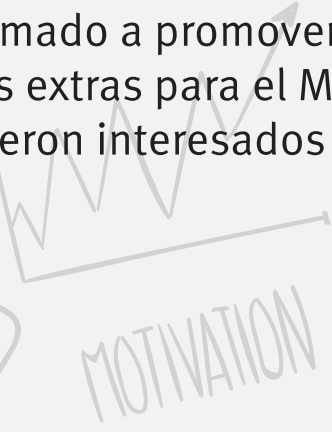 mado a promover
s extras para el M
eron interesados
MOTIVATION